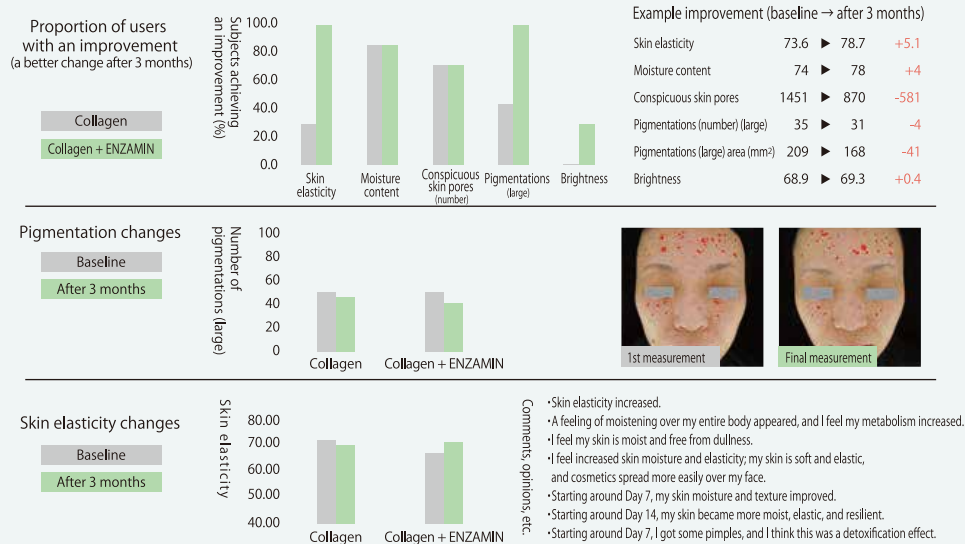 Proportion of users
with an improvement
(a better change after 3 months)
Collagen
Collagen + ENZAMIN
Subjects achieving
an improvement (%)
100.0
80.0
60.0
40.0
20.0
0.0
Skin
elasticity
Moisture
content
Conspicuous
skin pores
(number)
Pigmentations
(large)
Brightness
Example improvement (baseline → after 3 months)
Skin elasticity 73.6 ▶ 78.7 +5.1
Moisture content 74 ▶ 78 +4
Conspicuous skin pores 1451 ▶ 870 -581
Pigmentations (number) (large) 35 ▶ 31 -4
Pigmentations (large) area (mm²) 209 ▶ 168 -41
Brightness 68.9 ▶ 69.3 +0.4
Pigmentation changes
Baseline
After 3 months
Number of
pigmentations (large)
100
80
60
40
20
0
Collagen
Collagen + ENZAMIN
1st measurement
Final measurement
Skin elasticity changes
Baseline
After 3 months
Skin elasticity
80.00
70.00
60.00
50.00
40.00
Collagen
Collagen + ENZAMIN
Comments, opinions, etc.
・Skin elasticity increased.
・A feeling of moistening over my entire body appeared, and I feel my metabolism increased.
・I feel my skin is moist and free from dullness.
・I feel increased skin moisture and elasticity; my skin is soft and elastic,
and cosmetics spread more easily over my face.
・Starting around Day 7, my skin moisture and texture improved.
・Starting around Day 14, my skin became more moist, elastic, and resilient.
・Starting around Day 7, I got some pimples, and I think this was a detoxification effect.